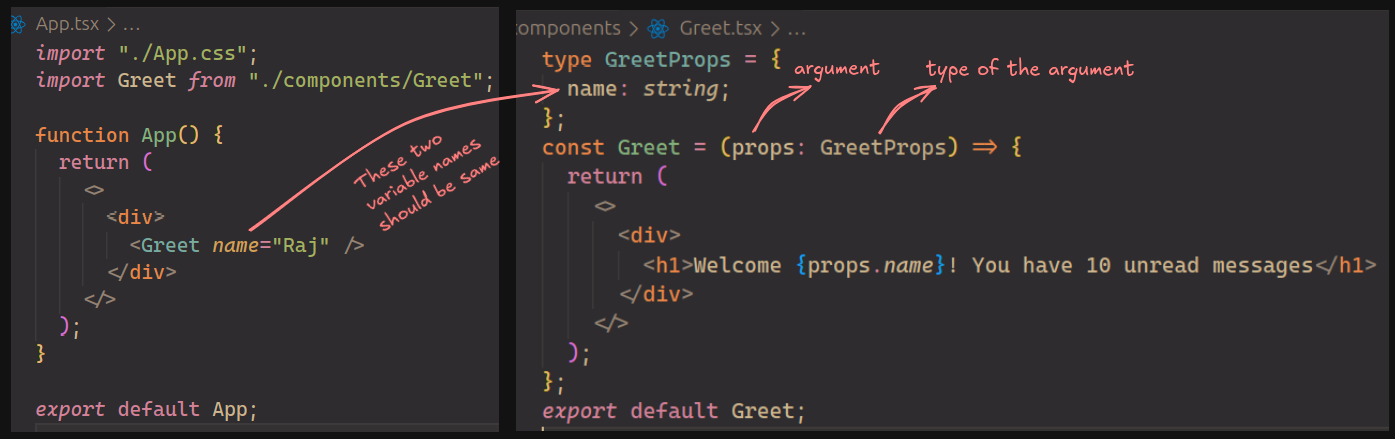 App.tsx > ...
import "./App.css";
import Greet from "./components/Greet";
function App() {
return (
<>
<div>
<Greet name="Raj" />
</div>
</>
);
}
export default App;
These two
variable names
should be same
omponents > Greet.tsx > ...
type GreetProps = {
name: string;
};
const Greet = (props: GreetProps) => {
return (
<>
<div>
<h1>Welcome {props.name}! You have 10 unread messages</h1>
</div>
</>
);
};
export default Greet;
argument
type of the argument